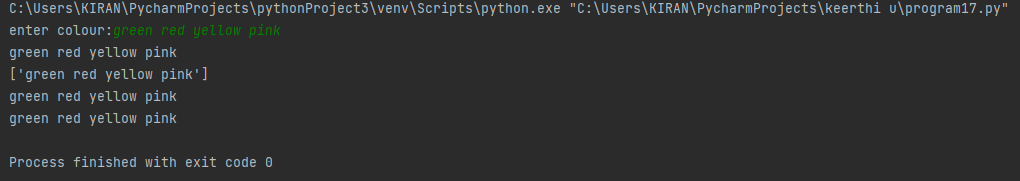 C:\Users\KIRAN\PycharmProjects\pythonProject3\venv\Scripts\python.exe "C:\Users\KIRAN\PycharmProjects\keerthi u\program17.py"
enter colour:green red yellow pink
green red yellow pink
['green red yellow pink']
green red yellow pink
green red yellow pink
Process finished with exit code 0